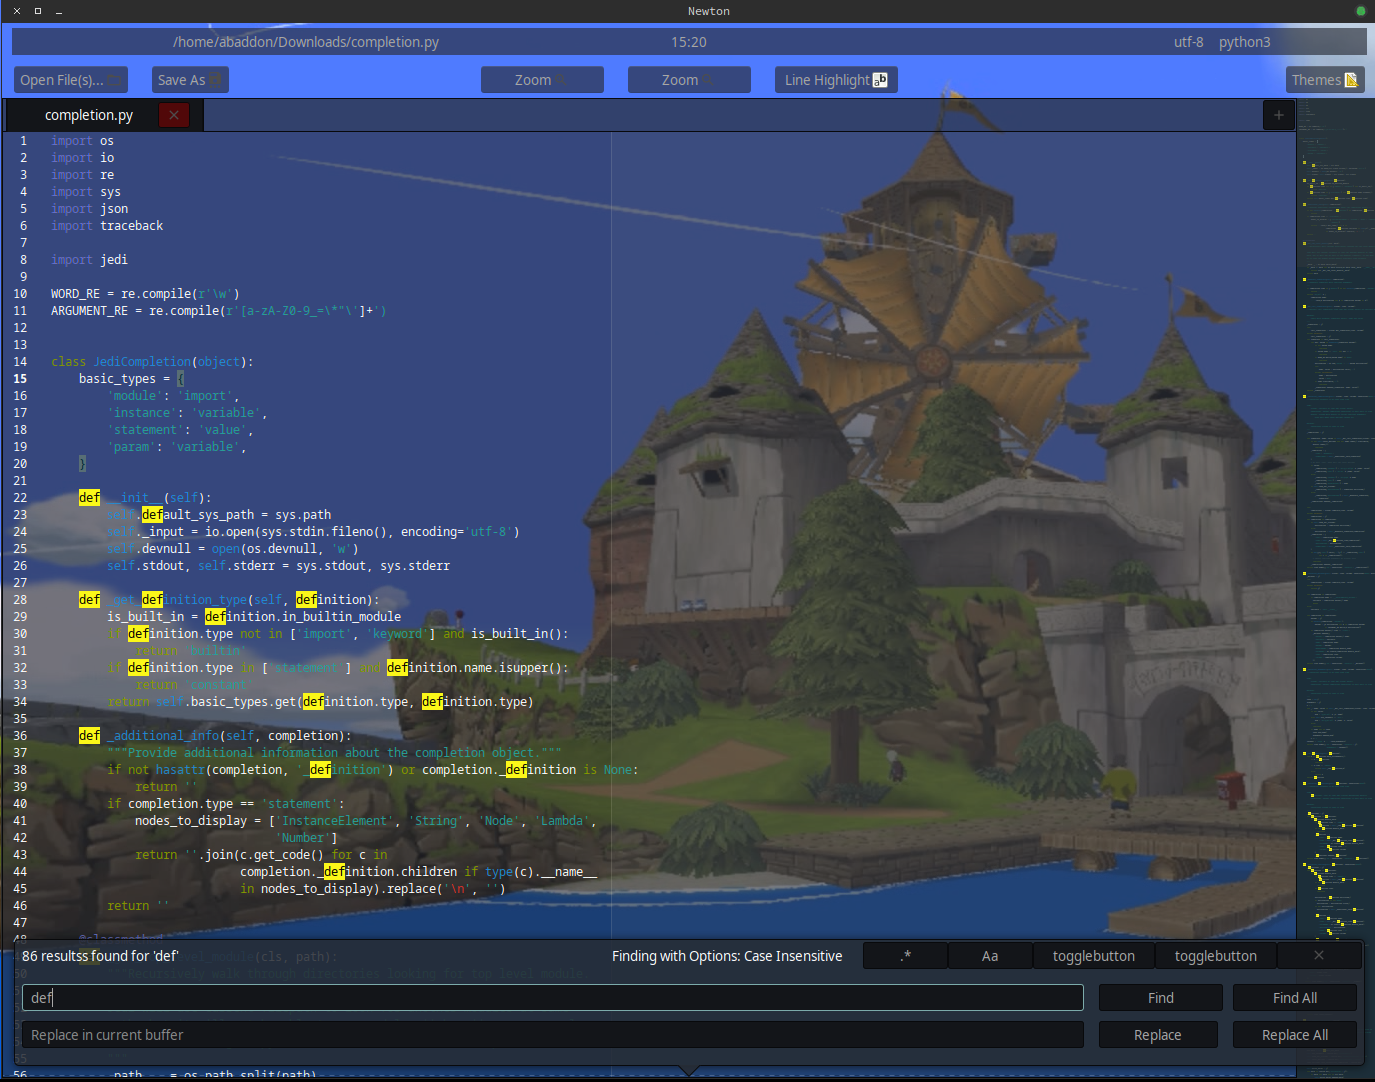 Newton
/home/abaddon/Downloads/completion.py 15:20 utf-8 python3
Open File(s)... Save As Zoom Zoom Line Highlight Themes
completion.py
1 import os
2 import io
3 import re
4 import sys
5 import json
6 import traceback
7
8 import jedi
9
10 WORD_RE = re.compile(r'\w')
11 ARGUMENT_RE = re.compile(r'[a-zA-Z0-9_=\*"\']+')
12
13
14 class JediCompletion(object):
15 basic_types = {
16 'module': 'import',
17 'instance': 'variable',
18 'statement': 'value',
19 'param': 'variable',
20 }
21
22 def __init__(self):
23 self.default_sys_path = sys.path
24 self._input = io.open(sys.stdin.fileno(), encoding='utf-8')
25 self.devnull = open(os.devnull, 'w')
26 self.stdout, self.stderr = sys.stdout, sys.stderr
27
28 def _get_definition_type(self, definition):
29 is_built_in = definition.in_builtin_module
30 if definition.type not in ['import', 'keyword'] and is_built_in():
31 return 'builtin'
32 if definition.type in ['statement'] and definition.name.isupper():
33 return 'constant'
34 return self.basic_types.get(definition.type, definition.type)
35
36 def _additional_info(self, completion):
37 """Provide additional information about the completion object."""
38 if not hasattr(completion, '_definition') or completion._definition is None:
39 return ''
40 if completion.type == 'statement':
41 nodes_to_display = ['InstanceElement', 'String', 'Node', 'Lambda',
42 'Number']
43 return ''.join(c.get_code() for c in
44 completion._definition.children if type(c).__name__
45 in nodes_to_display).replace('\n', '')
46 return ''
47
48 @classmethod
86 resultss found for 'def' Finding with Options: Case Insensitive .* Aa togglebutton togglebutton
def Find Find All
Replace in current buffer Replace Replace All
55
56 path = os.path.split(path)